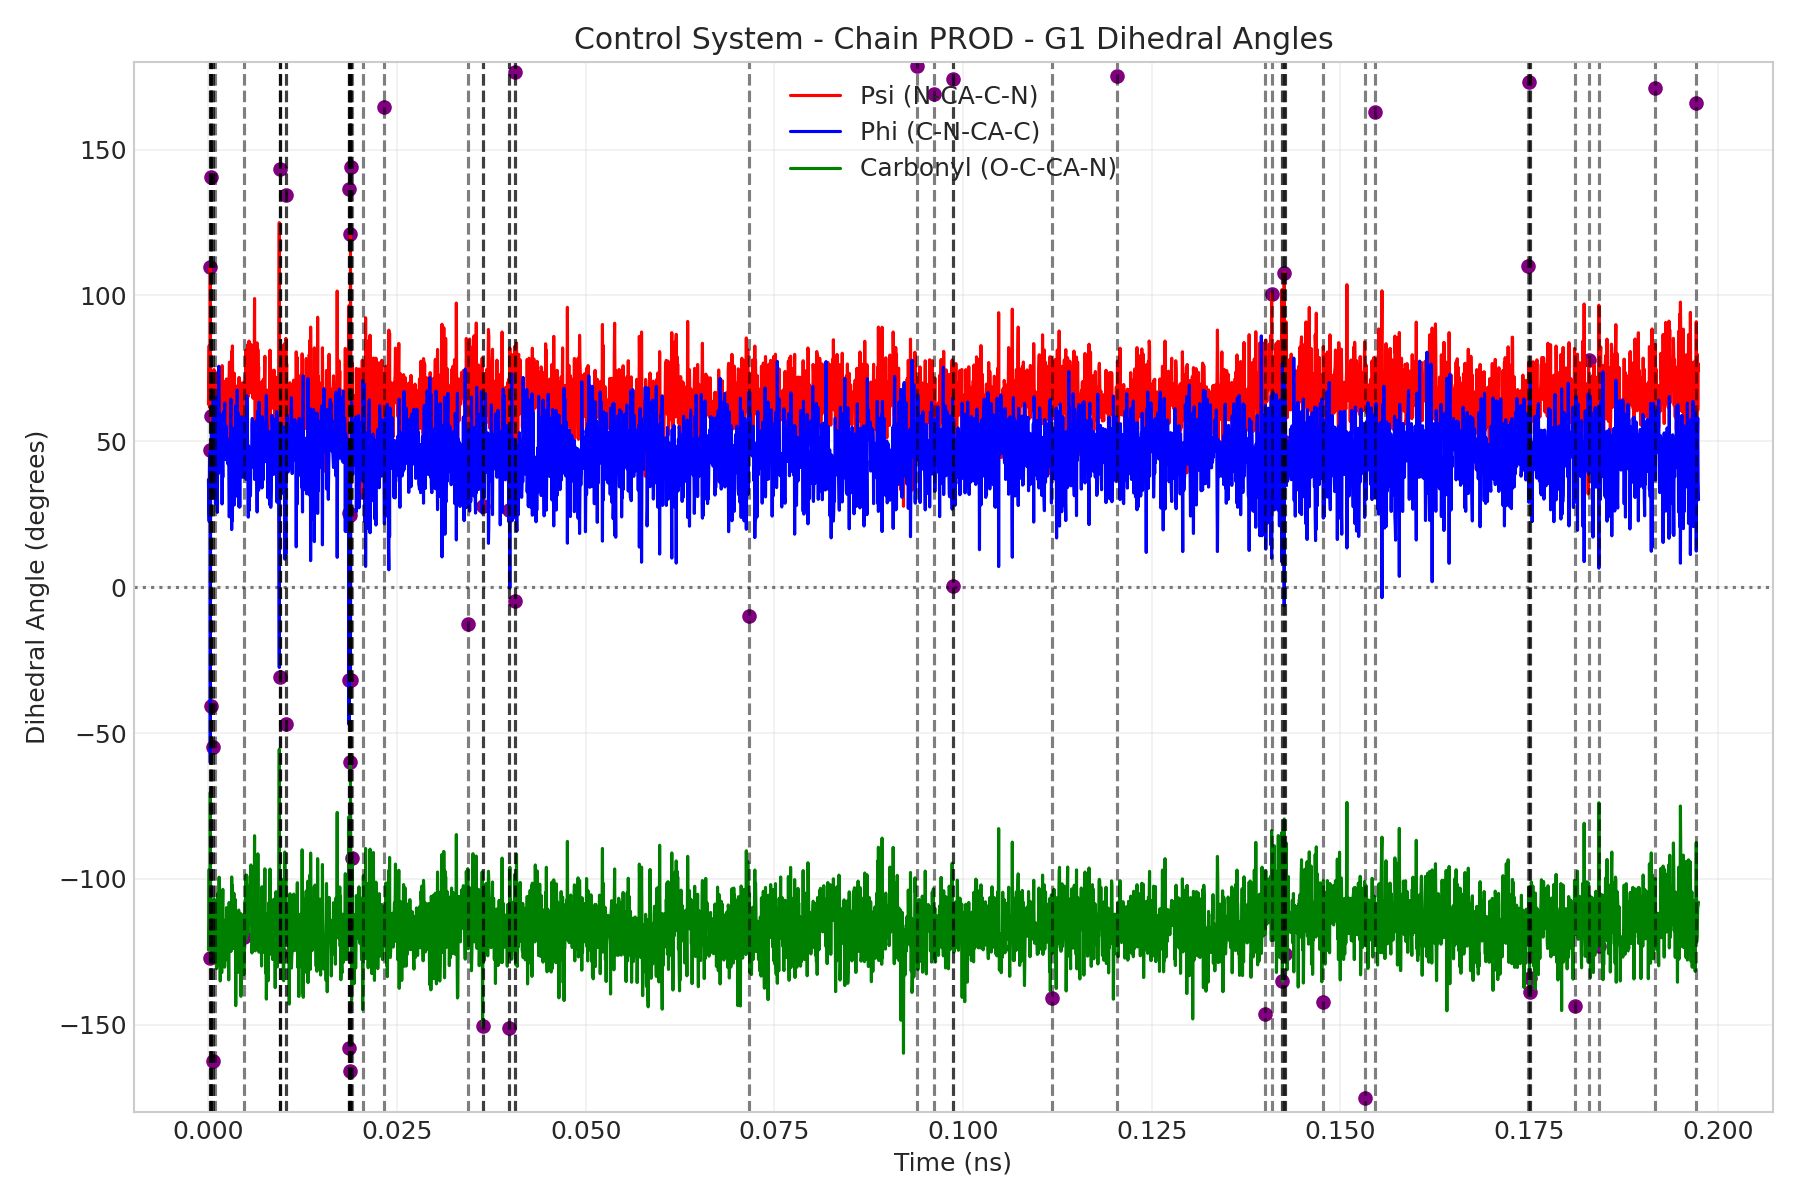 Control System - Chain PROD - G1 Dihedral Angles
Psi (N-CA-C-N)
Phi (C-N-CA-C)
Carbonyl (O-C-CA-N)
Dihedral Angle (degrees)
150
100
50
0
−50
−100
−150
0.000 0.025 0.050 0.075 0.100 0.125 0.150 0.175 0.200
Time (ns)